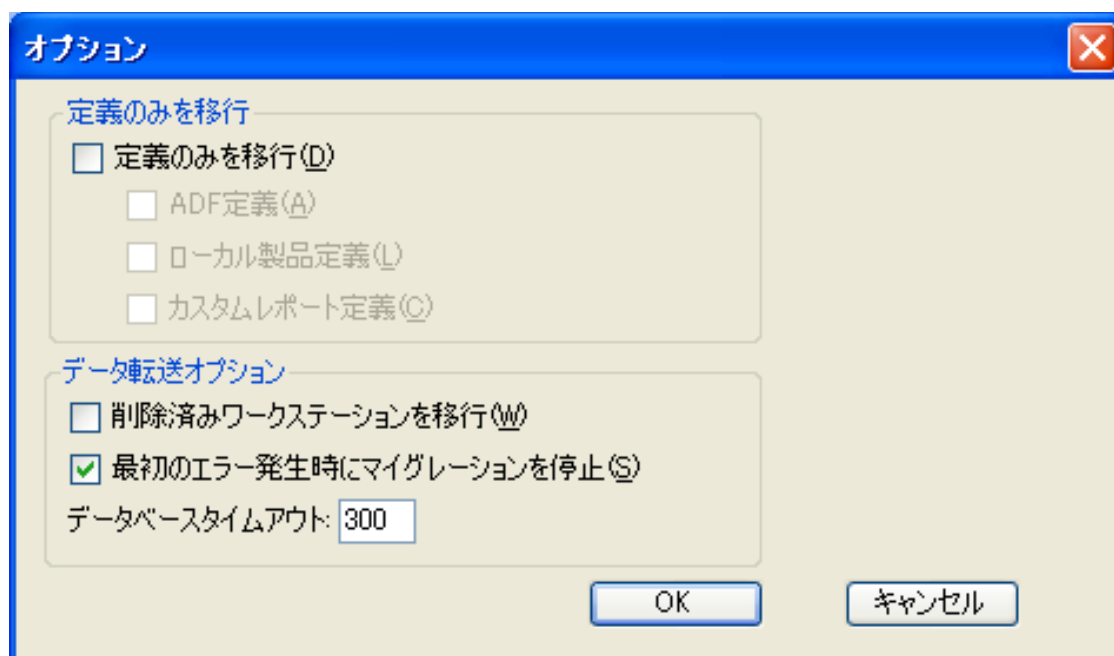 オプション
定義のみを移行
定義のみを移行(D)
ADF定義(A)
ローカル製品定義(L)
カスタムレポート定義(C)
データ転送オプション
削除済みワークステーションを移行(W)
最初のエラー発生時にマイグレーションを停止(S)
データベースタイムアウト: 300
OK
キャンセル